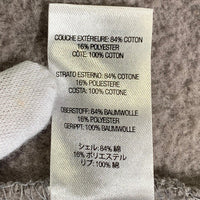 COUCHE EXTÉRIEURE: 84% COTON
16% POLYESTER
CÔTE: 100% COTON
STRATO ESTERNO: 84% COTONE
16% POLIESTERE
COSTA: 100% COTONE
OBERSTOFF: 84% BAUMWOLLE
16% POLYESTER
GERIPPT: 100% BAUMWOLLE
シェル: 84% 綿
16% ポリエステル
リブ: 100% 綿